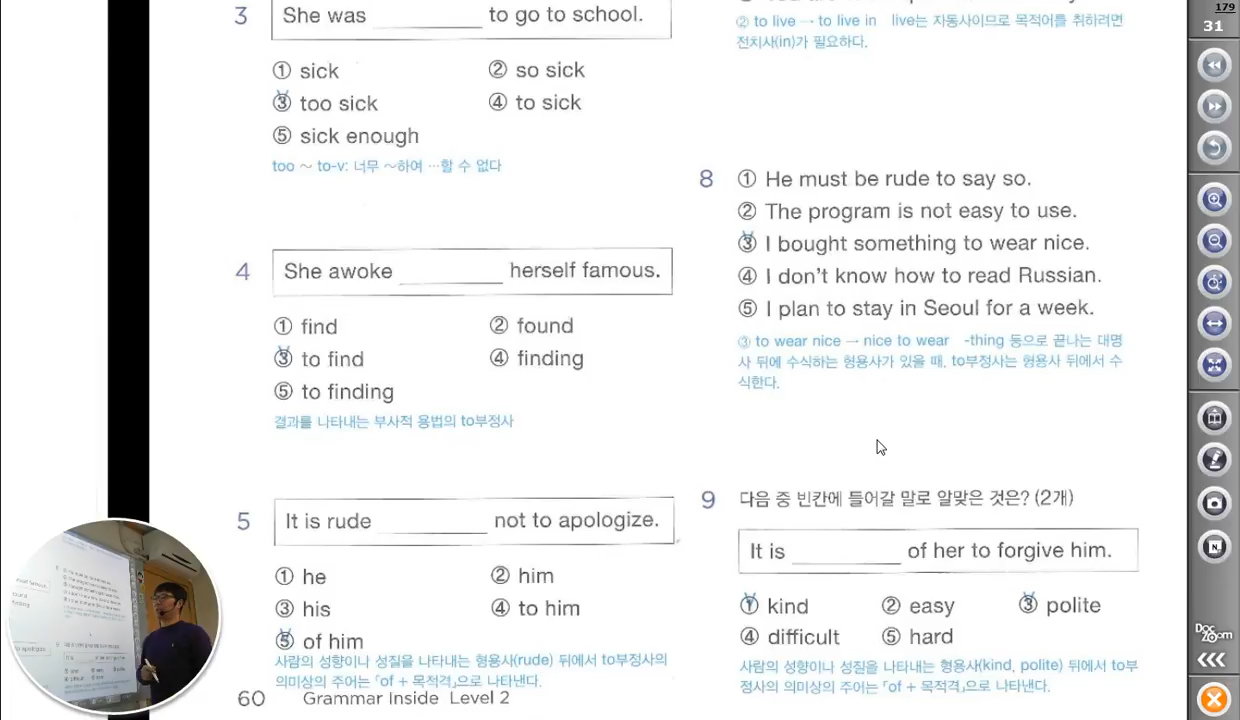 3 She was ________ to go to school.
① sick ② so sick
③ too sick ④ to sick
⑤ sick enough
too ~ to-v: 너무 ~하여 …할 수 없다
4 She awoke ________ herself famous.
① find ② found
③ to find ④ finding
⑤ to finding
결과를 나타내는 부사적 용법의 to부정사
5 It is rude ________ not to apologize.
① he ② him
③ his ④ to him
⑤ of him
사람의 성향이나 성질을 나타내는 형용사(rude) 뒤에서 to부정사의
의미상의 주어는 「of + 목적격」으로 나타낸다.
60 Grammar Inside Level 2
② to live → to live in live는 자동사이므로 목적어를 취하려면
전치사(in)가 필요하다.
8 ① He must be rude to say so.
② The program is not easy to use.
③ I bought something to wear nice.
④ I don't know how to read Russian.
⑤ I plan to stay in Seoul for a week.
③ to wear nice → nice to wear -thing 등으로 끝나는 대명
사 뒤에 수식하는 형용사가 있을 때, to부정사는 형용사 뒤에서 수
식한다.
9 다음 중 빈칸에 들어갈 말로 알맞은 것은? (2개)
It is ________ of her to forgive him.
① kind ② easy ③ polite
④ difficult ⑤ hard
사람의 성향이나 성질을 나타내는 형용사(kind, polite) 뒤에서 to부
정사의 의미상의 주어는 「of + 목적격」으로 나타낸다.
179
31
N
Doc Zoom